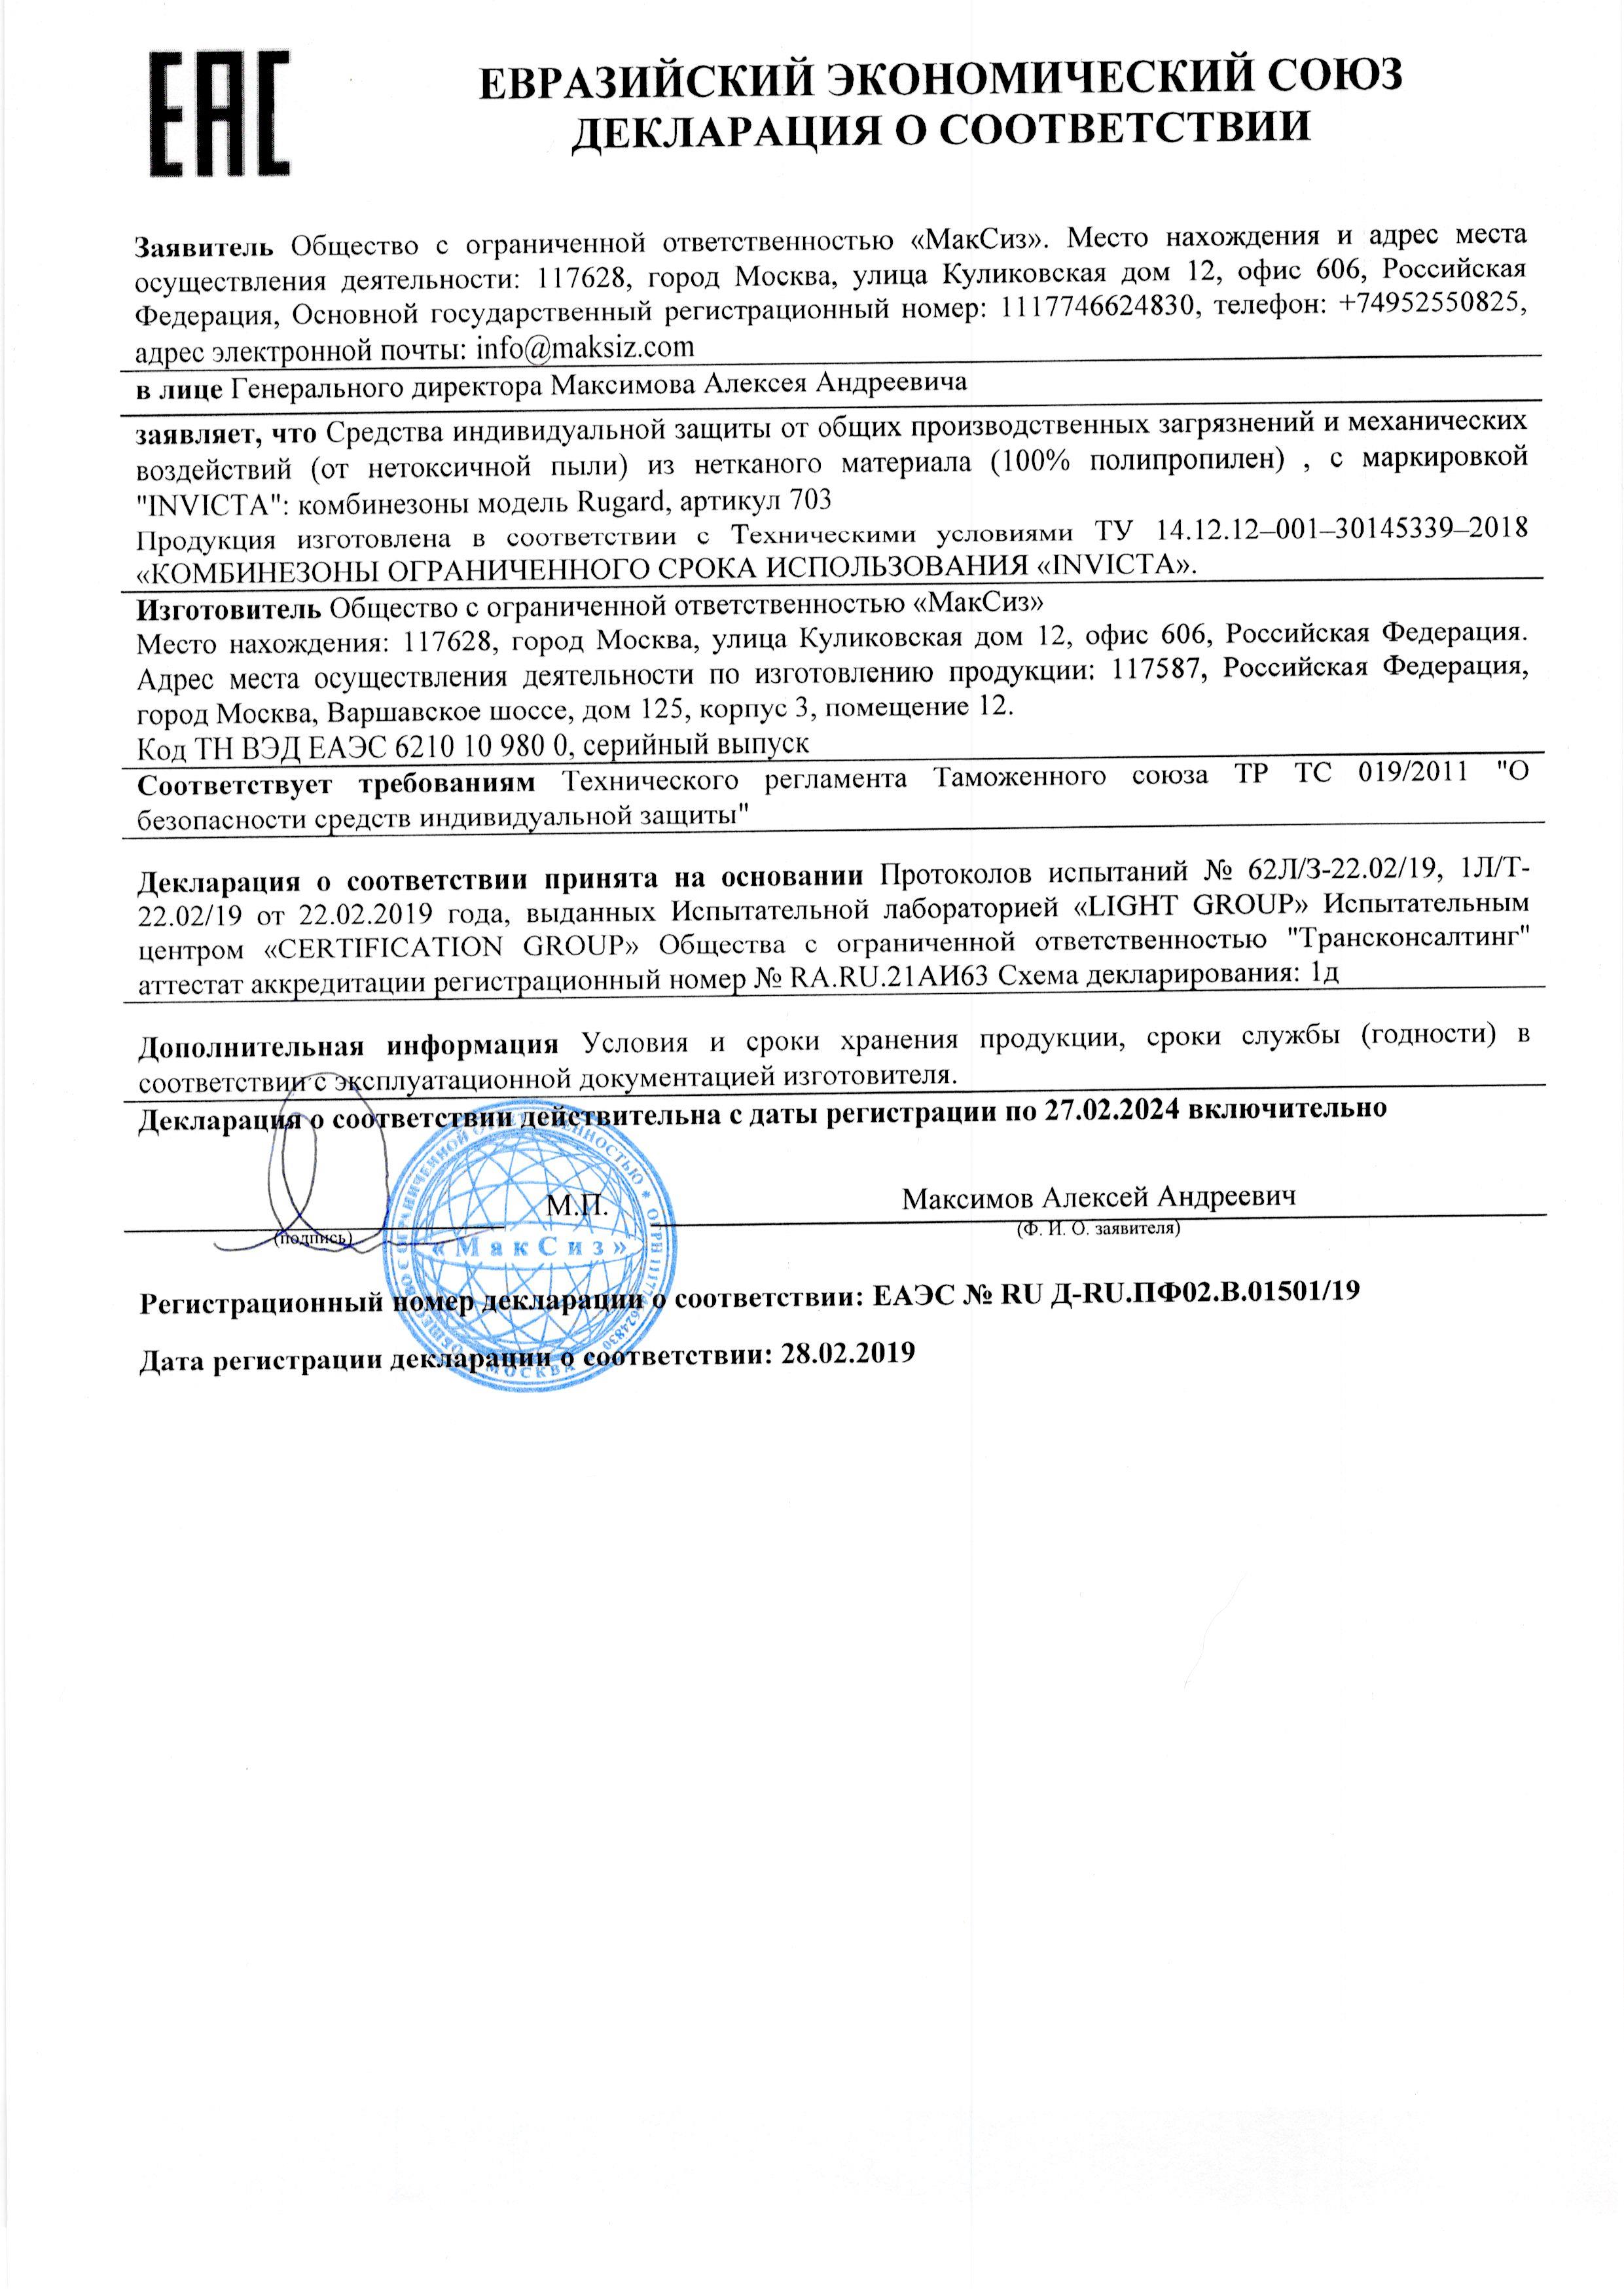 ЕАС
ЕВРАЗИЙСКИЙ ЭКОНОМИЧЕСКИЙ СОЮЗ
ДЕКЛАРАЦИЯ О СООТВЕТСТВИИ
Заявитель Общество с ограниченной ответственностью «МакСиз». Место нахождения и адрес места
осуществления деятельности: 117628, город Москва, улица Куликовская дом 12, офис 606, Российская
Федерация, Основной государственный регистрационный номер: 1117746624830, телефон: +74952550825,
адрес электронной почты: info@maksiz.com
в лице Генерального директора Максимова Алексея Андреевича
заявляет, что Средства индивидуальной защиты от общих производственных загрязнений и механических
воздействий (от нетоксичной пыли) из нетканого материала (100% полипропилен) , с маркировкой
"INVICTA": комбинезоны модель Rugard, артикул 703
Продукция изготовлена в соответствии с Техническими условиями ТУ 14.12.12–001–30145339–2018
«КОМБИНЕЗОНЫ ОГРАНИЧЕННОГО СРОКА ИСПОЛЬЗОВАНИЯ «INVICTA».
Изготовитель Общество с ограниченной ответственностью «МакСиз»
Место нахождения: 117628, город Москва, улица Куликовская дом 12, офис 606, Российская Федерация.
Адрес места осуществления деятельности по изготовлению продукции: 117587, Российская Федерация,
город Москва, Варшавское шоссе, дом 125, корпус 3, помещение 12.
Код ТН ВЭД ЕАЭС 6210 10 980 0, серийный выпуск
Соответствует требованиям Технического регламента Таможенного союза ТР ТС 019/2011 "О
безопасности средств индивидуальной защиты"
Декларация о соответствии принята на основании Протоколов испытаний № 62Л/З-22.02/19, 1Л/Т-
22.02/19 от 22.02.2019 года, выданных Испытательной лабораторией «LIGHT GROUP» Испытательным
центром «CERTIFICATION GROUP» Общества с ограниченной ответственностью "Трансконсалтинг"
аттестат аккредитации регистрационный номер № RA.RU.21АИ63 Схема декларирования: 1д
Дополнительная информация Условия и сроки хранения продукции, сроки службы (годности) в
соответствии с эксплуатационной документацией изготовителя.
Декларация о соответствии действительна с даты регистрации по 27.02.2024 включительно
М.П.
Максимов Алексей Андреевич
(подпись)
(Ф. И. О. заявителя)
ОБЩЕСТВО С ОГРАНИЧЕННОЙ ОТВЕТСТВЕННОСТЬЮ * ОГРН 1117746624830 * МОСКВА
«МакСиз»
Регистрационный номер декларации о соответствии: ЕАЭС № RU Д-RU.ПФ02.В.01501/19
Дата регистрации декларации о соответствии: 28.02.2019